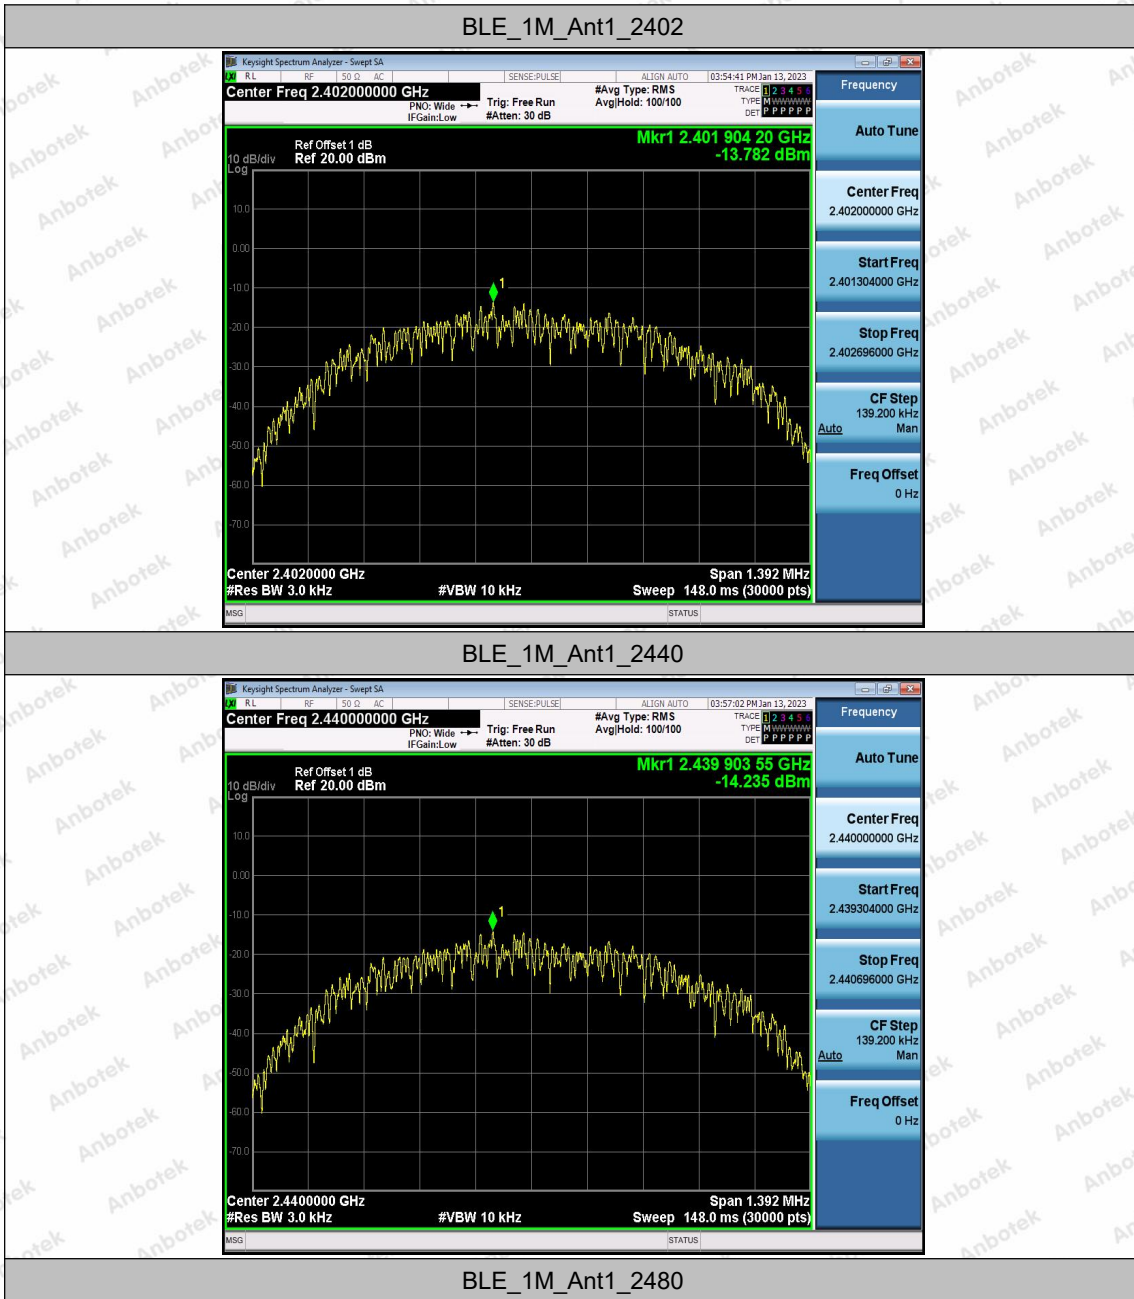 BLE_1M_Ant1_2402
Keysight Spectrum Analyzer - Swept SA
LXI RL RF 50 Ω AC SENSE:PULSE ALIGN AUTO 03:54:41 PM Jan 13, 2023
Center Freq 2.402000000 GHz
PNO: Wide
IFGain:Low
Trig: Free Run
#Atten: 30 dB
#Avg Type: RMS
Avg|Hold: 100/100
TRACE 1 2 3 4 5 6
TYPE M W W W W W
DET P P P P P P
Frequency
Auto Tune
Center Freq
2.402000000 GHz
Start Freq
2.401304000 GHz
Stop Freq
2.402696000 GHz
CF Step
139.200 kHz
Auto Man
Freq Offset
0 Hz
Mkr1 2.401 904 20 GHz
-13.782 dBm
Ref Offset 1 dB
10 dB/div Ref 20.00 dBm
Log
10.0
0.00
-10.0
-20.0
-30.0
-40.0
-50.0
-60.0
-70.0
1
Center 2.4020000 GHz Span 1.392 MHz
#Res BW 3.0 kHz #VBW 10 kHz Sweep 148.0 ms (30000 pts)
MSG STATUS
BLE_1M_Ant1_2440
Keysight Spectrum Analyzer - Swept SA
LXI RL RF 50 Ω AC SENSE:PULSE ALIGN AUTO 03:57:02 PM Jan 13, 2023
Center Freq 2.440000000 GHz
PNO: Wide
IFGain:Low
Trig: Free Run
#Atten: 30 dB
#Avg Type: RMS
Avg|Hold: 100/100
TRACE 1 2 3 4 5 6
TYPE M W W W W W
DET P P P P P P
Frequency
Auto Tune
Center Freq
2.440000000 GHz
Start Freq
2.439304000 GHz
Stop Freq
2.440696000 GHz
CF Step
139.200 kHz
Auto Man
Freq Offset
0 Hz
Mkr1 2.439 903 55 GHz
-14.235 dBm
Ref Offset 1 dB
10 dB/div Ref 20.00 dBm
Log
10.0
0.00
-10.0
-20.0
-30.0
-40.0
-50.0
-60.0
-70.0
1
Center 2.4400000 GHz Span 1.392 MHz
#Res BW 3.0 kHz #VBW 10 kHz Sweep 148.0 ms (30000 pts)
MSG STATUS
BLE_1M_Ant1_2480
Anbotek